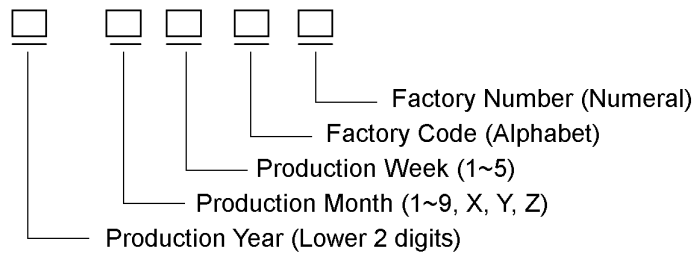 Factory Number (Numeral)
Factory Code (Alphabet)
Production Week (1~5)
Production Month (1~9, X, Y, Z)
Production Year (Lower 2 digits)